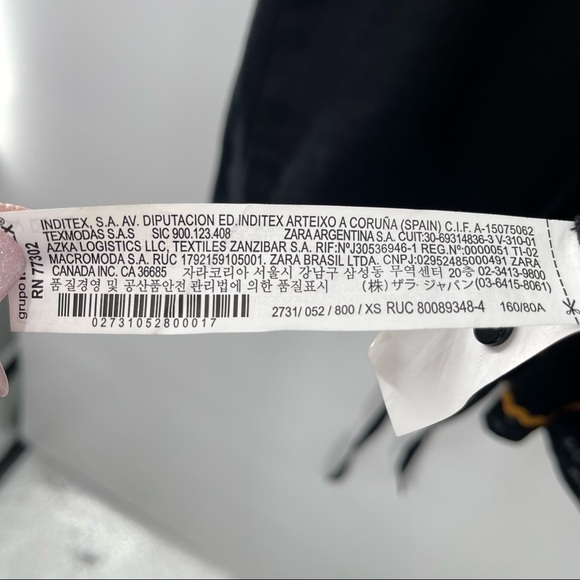 INDITEX, S.A. AV. DIPUTACION ED.INDITEX ARTEIXO A CORUÑA (SPAIN) C.I.F. A-15075062
TEXMODAS S.A.S SIC 900.123.408 ZARA ARGENTINA S.A. CUIT:30-69314836-3 V-310-01
AZKA LOGISTICS LLC, TEXTILES ZANZIBAR S.A. RIF:NºJ30536946-1 REG.Nº:0000051 TI-02
MACROMODA S.A. RUC 1792159105001. ZARA BRASIL LTDA. CNPJ:02952485000491 ZARA
CANADA INC. CA 36685 자라코리아 서울시 강남구 삼성동 무역센터 20층 02-3413-9800
품질경영 및 공산품안전 관리법에 의한 품질표시 (株) ザラ・ジャパン (03-6415-8061)
02731052800017
2731/ 052 / 800 / XS RUC 80089348-4 160/80A
grupo
RN 77302